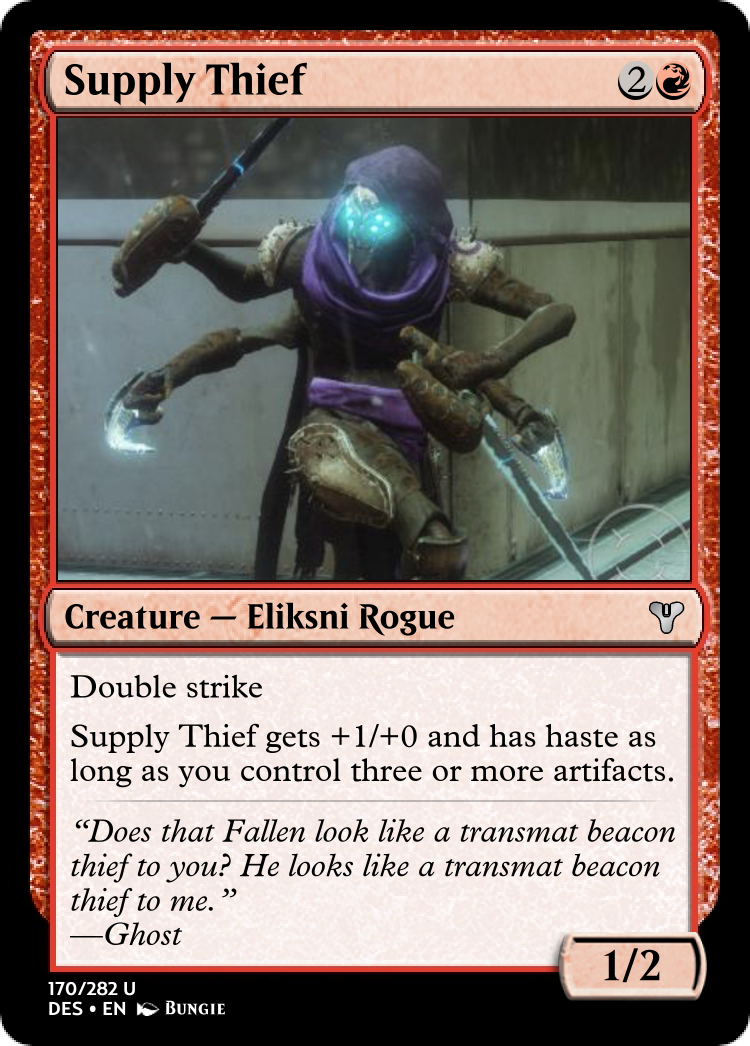 Supply Thief
2
Creature — Eliksni Rogue
Double strike
Supply Thief gets +1/+0 and has haste as
long as you control three or more artifacts.
“Does that Fallen look like a transmat beacon
thief to you? He looks like a transmat beacon
thief to me.”
—Ghost
1/2
170/282 U
DES • EN Bungie